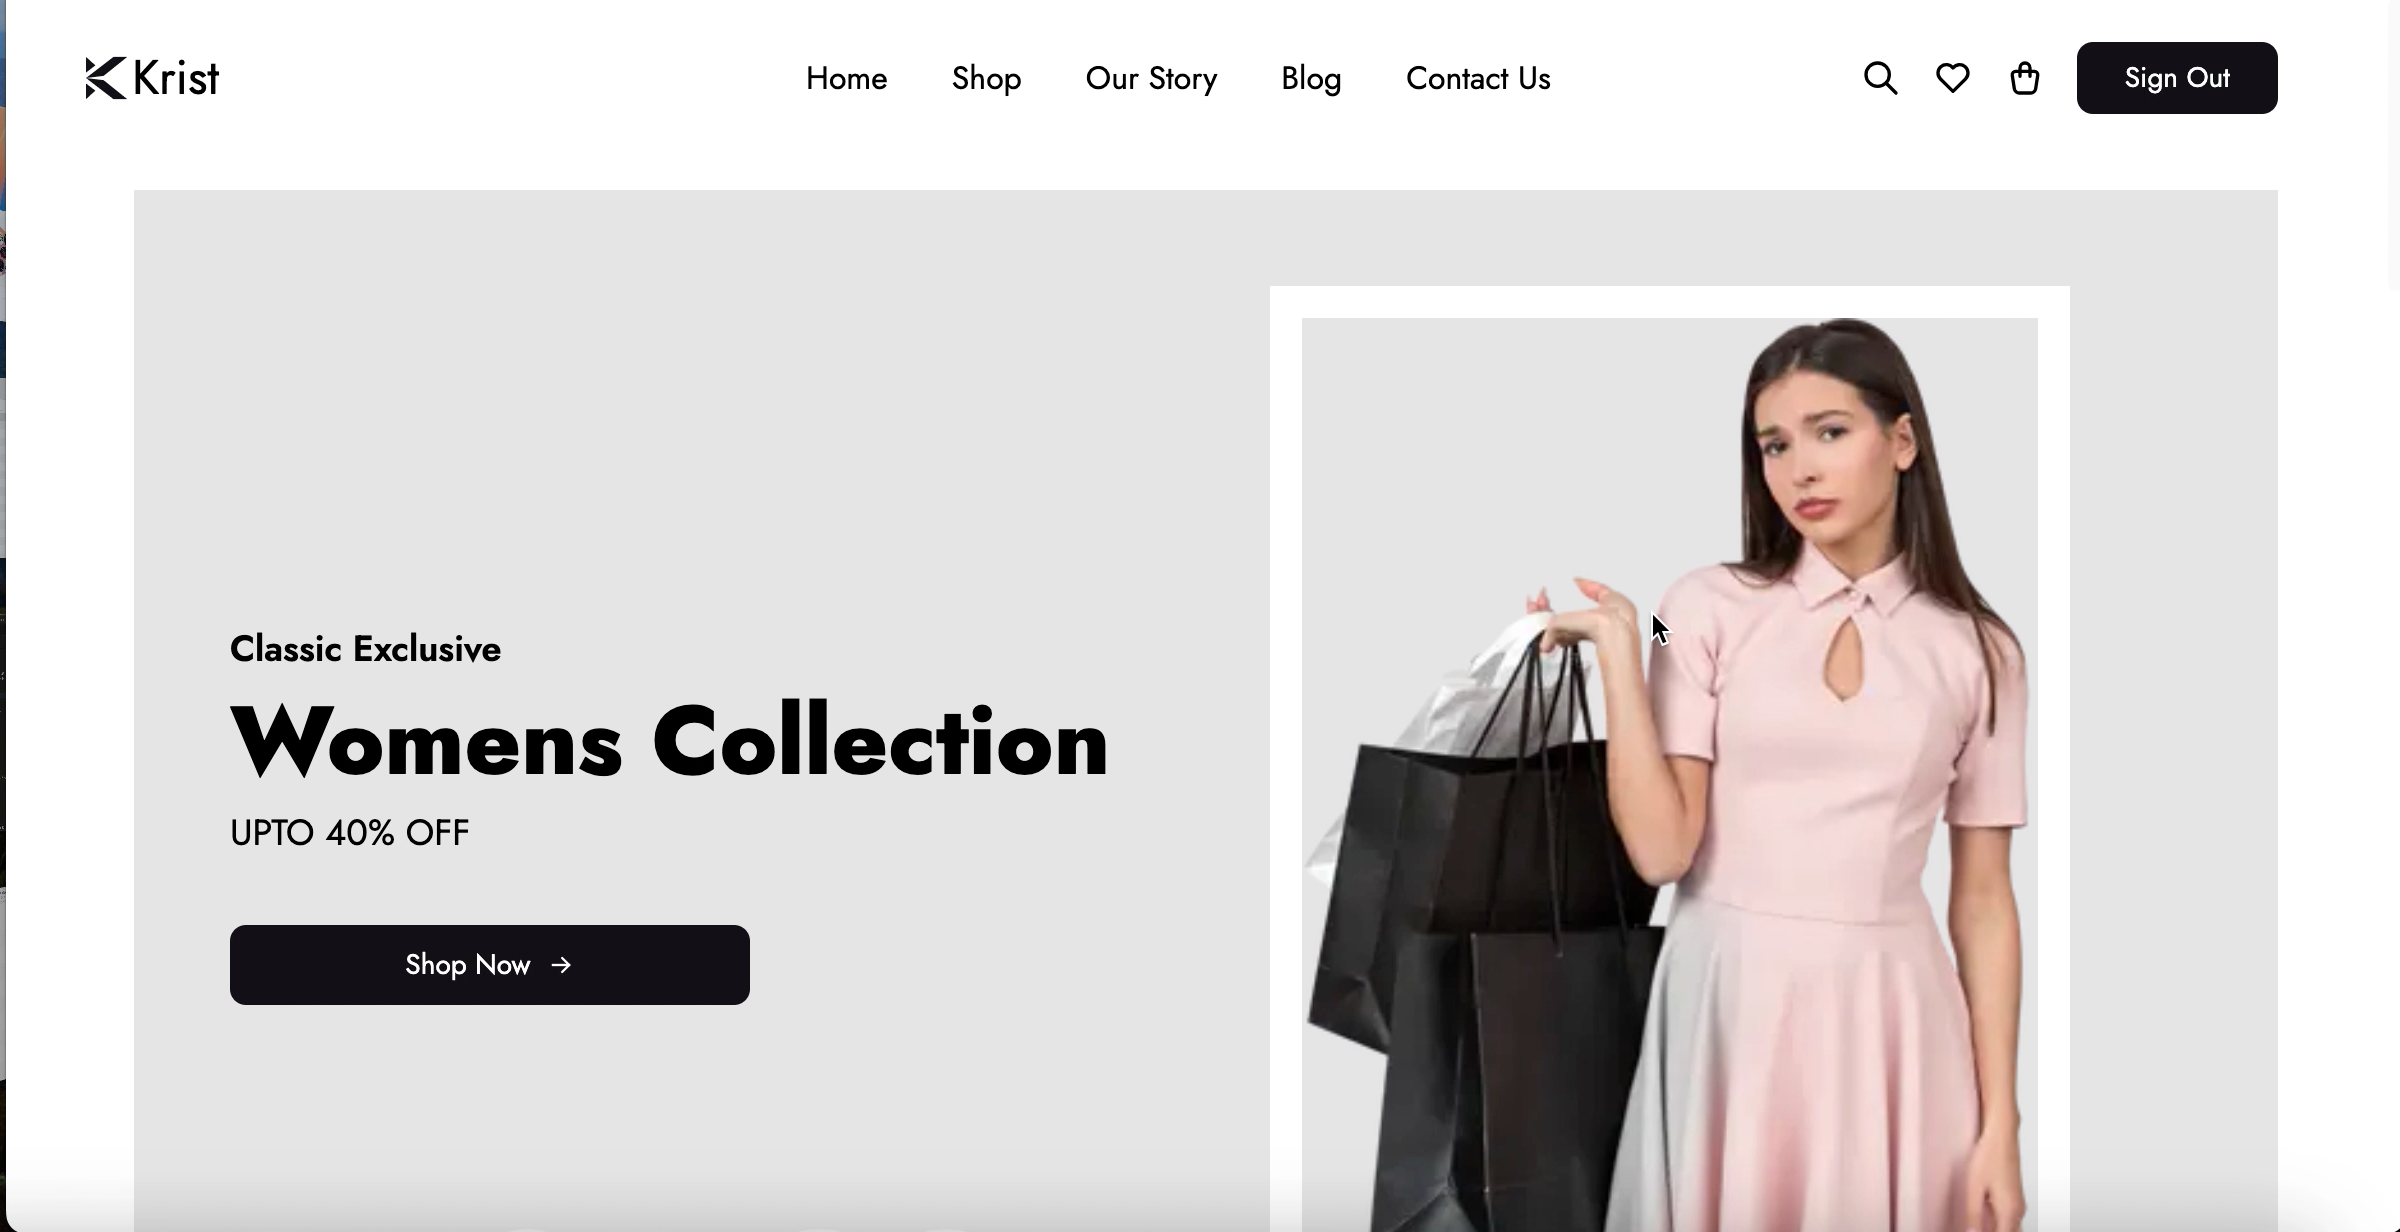 Krist
Home Shop Our Story Blog Contact Us Sign Out
Classic Exclusive
Womens Collection
UPTO 40% OFF
Shop Now →